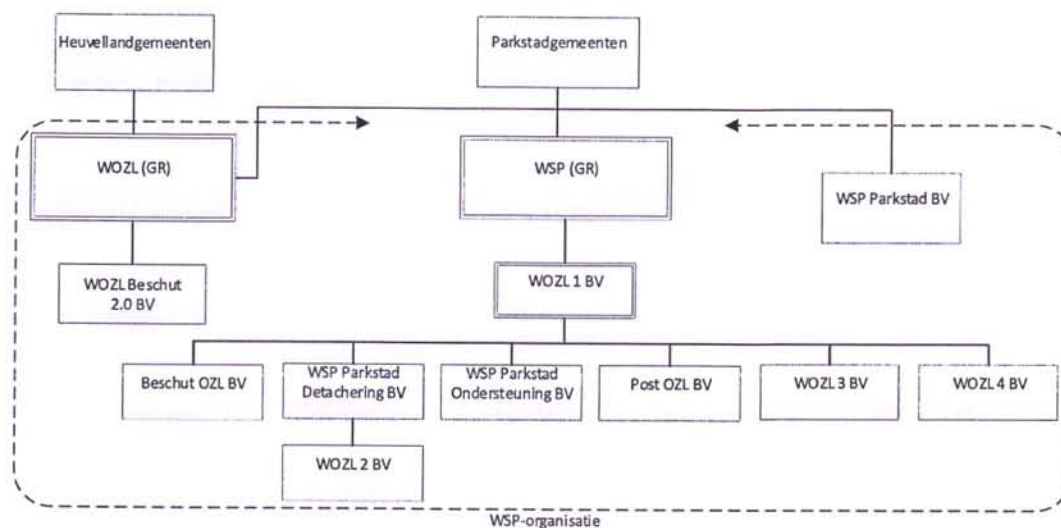 Heuvellandgemeenten
Parkstadgemeenten
WOZL (GR)
WSP (GR)
WSP Parkstad BV
WOZL Beschut
2.0 BV
WOZL 1 BV
Beschut OZL BV
WSP Parkstad
Detachering BV
WSP Parkstad
Ondersteuning BV
Post OZL BV
WOZL 3 BV
WOZL 4 BV
WOZL 2 BV
WSP-organisatie